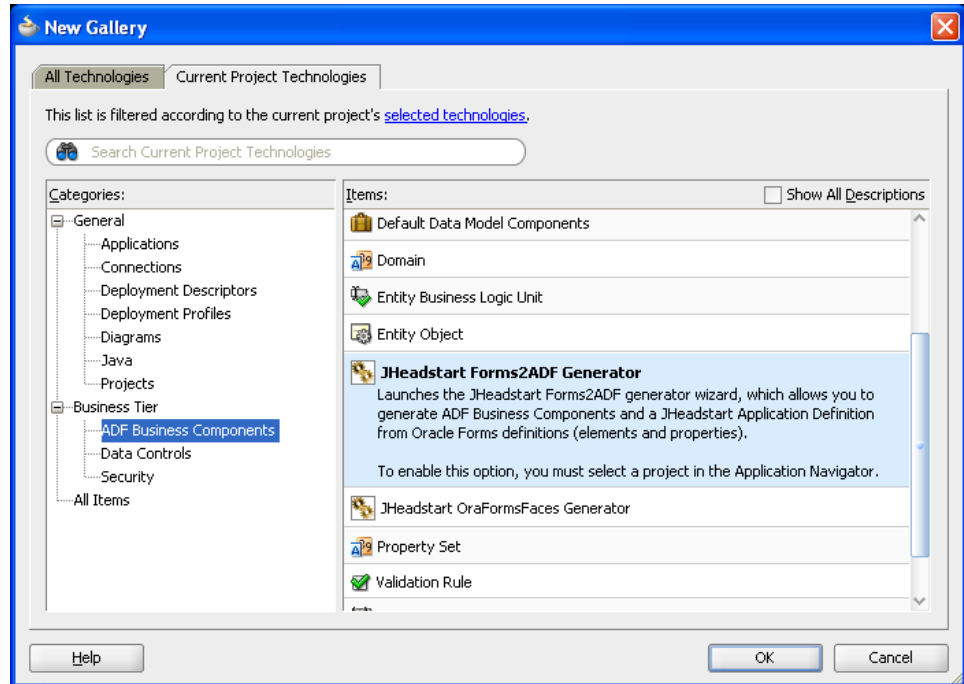 New Gallery
All Technologies
Current Project Technologies
This list is filtered according to the current project's selected technologies.
Search Current Project Technologies
Categories:
General
Applications
Connections
Deployment Descriptors
Deployment Profiles
Diagrams
Java
Projects
Business Tier
ADF Business Components
Data Controls
Security
All Items
Items:
Show All Descriptions
Default Data Model Components
Domain
Entity Business Logic Unit
Entity Object
JHeadstart Forms2ADF Generator
Launches the JHeadstart Forms2ADF generator wizard, which allows you to
generate ADF Business Components and a JHeadstart Application Definition
from Oracle Forms definitions (elements and properties).
To enable this option, you must select a project in the Application Navigator.
JHeadstart OraFormsFaces Generator
Property Set
Validation Rule
Help
OK
Cancel